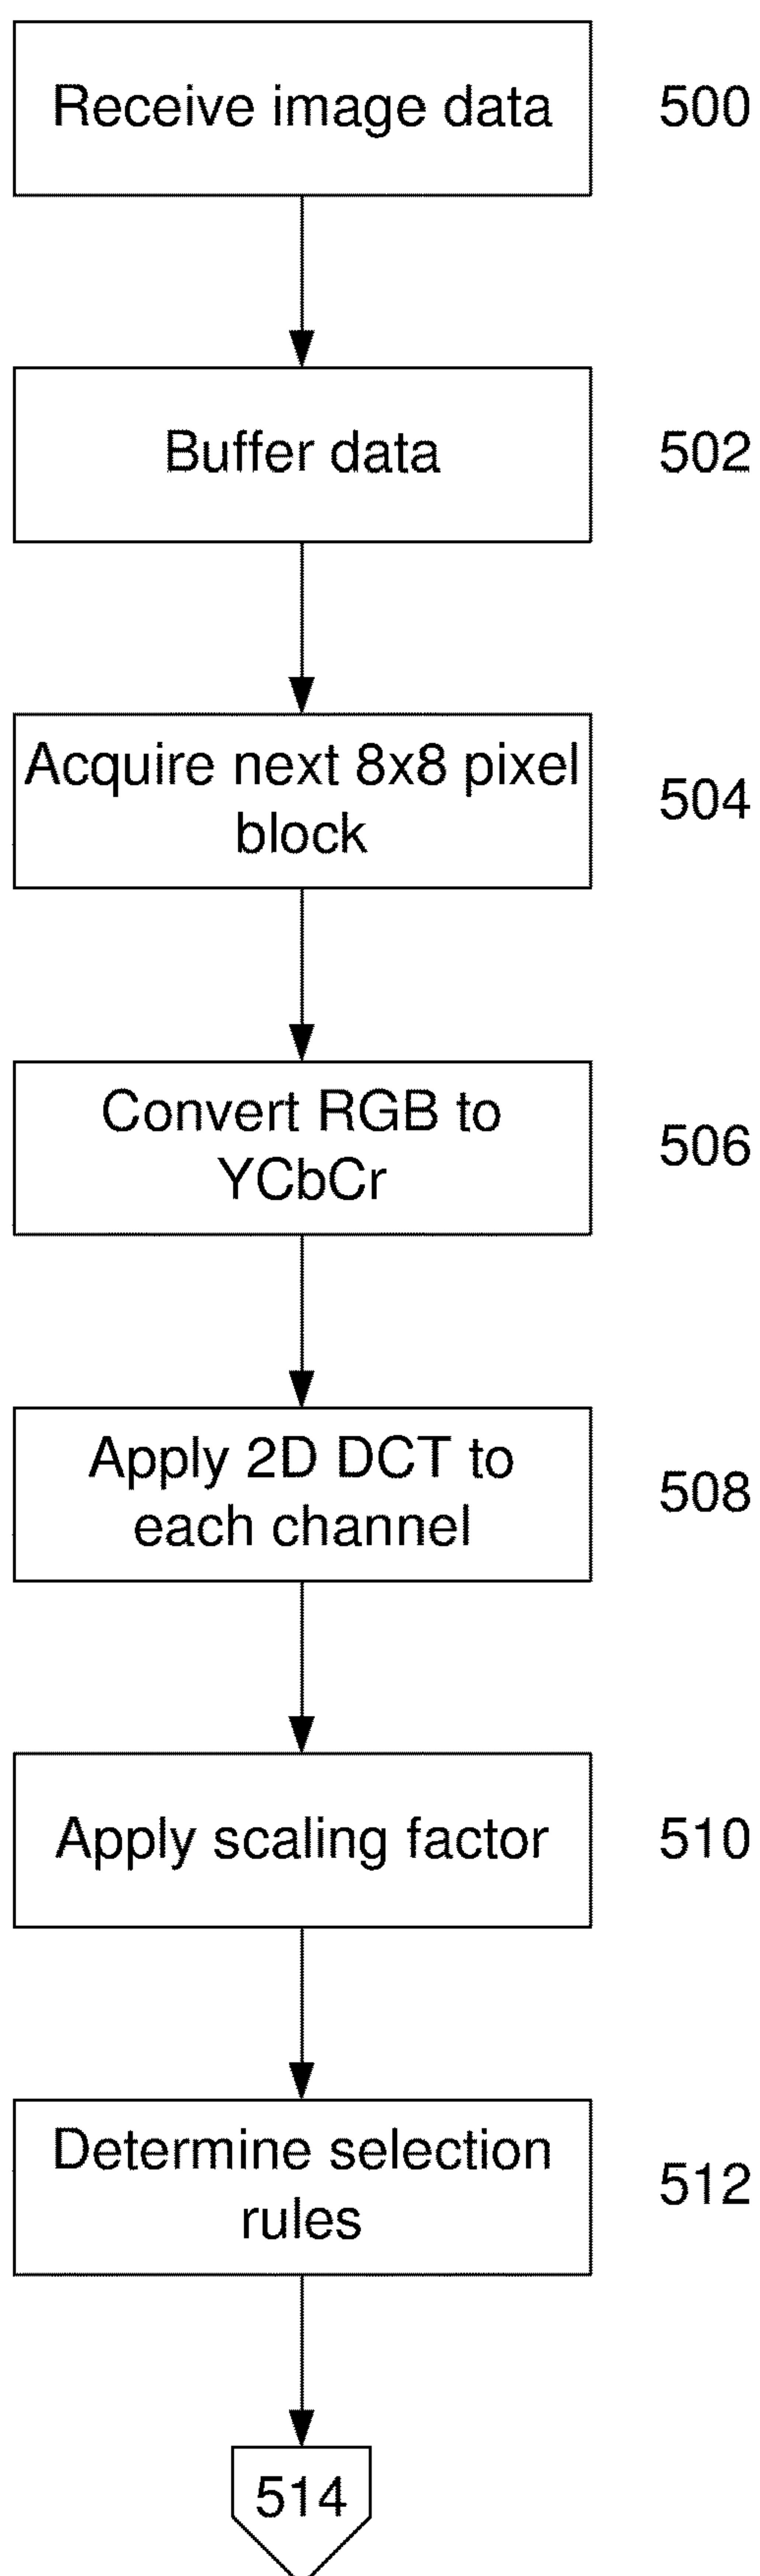 Receive image data 500
Buffer data 502
Acquire next 8x8 pixel
block
504
Convert RGB to
YCbCr
506
Apply 2D DCT to
each channel
508
Apply scaling factor 510
Determine selection
rules
512
514